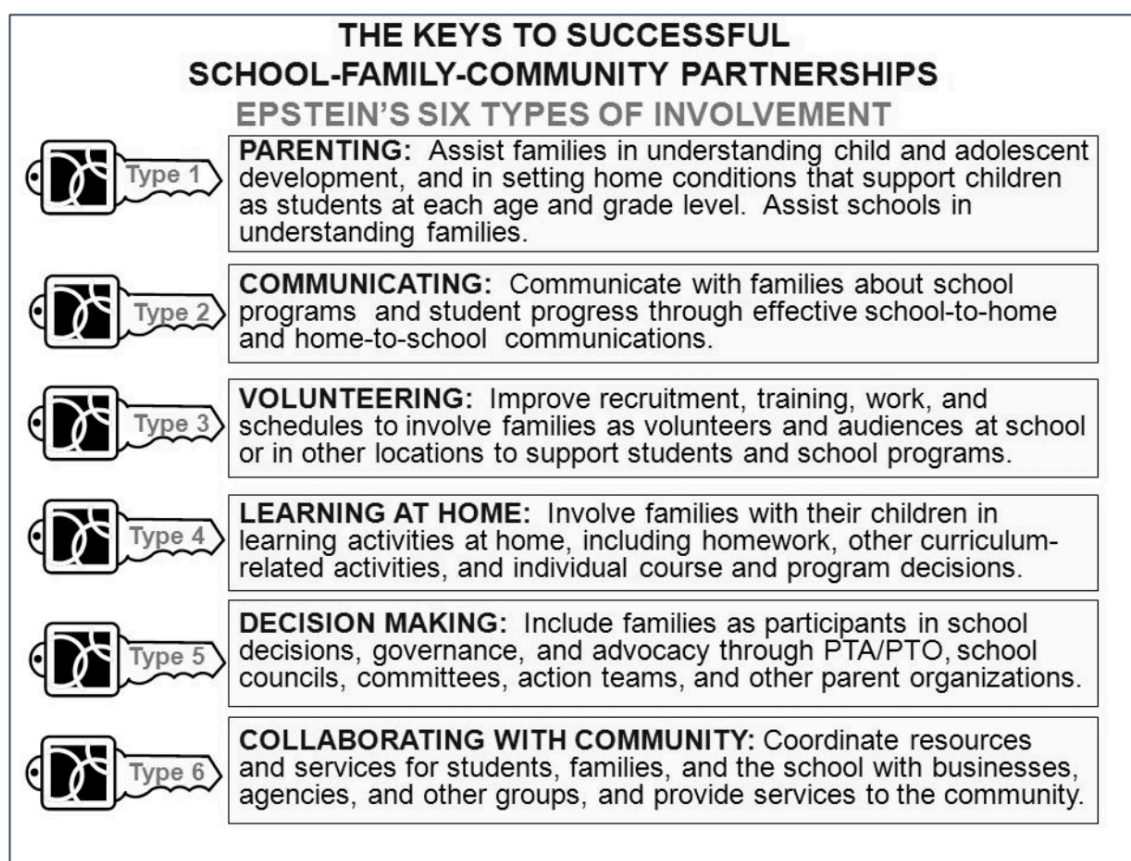 THE KEYS TO SUCCESSFUL
SCHOOL-FAMILY-COMMUNITY PARTNERSHIPS
EPSTEIN'S SIX TYPES OF INVOLVEMENT
Type 1
PARENTING: Assist families in understanding child and adolescent
development, and in setting home conditions that support children
as students at each age and grade level. Assist schools in
understanding families.
Type 2
COMMUNICATING: Communicate with families about school
programs and student progress through effective school-to-home
and home-to-school communications.
Type 3
VOLUNTEERING: Improve recruitment, training, work, and
schedules to involve families as volunteers and audiences at school
or in other locations to support students and school programs.
Type 4
LEARNING AT HOME: Involve families with their children in
learning activities at home, including homework, other curriculum-
related activities, and individual course and program decisions.
Type 5
DECISION MAKING: Include families as participants in school
decisions, governance, and advocacy through PTA/PTO, school
councils, committees, action teams, and other parent organizations.
Type 6
COLLABORATING WITH COMMUNITY: Coordinate resources
and services for students, families, and the school with businesses,
agencies, and other groups, and provide services to the community.